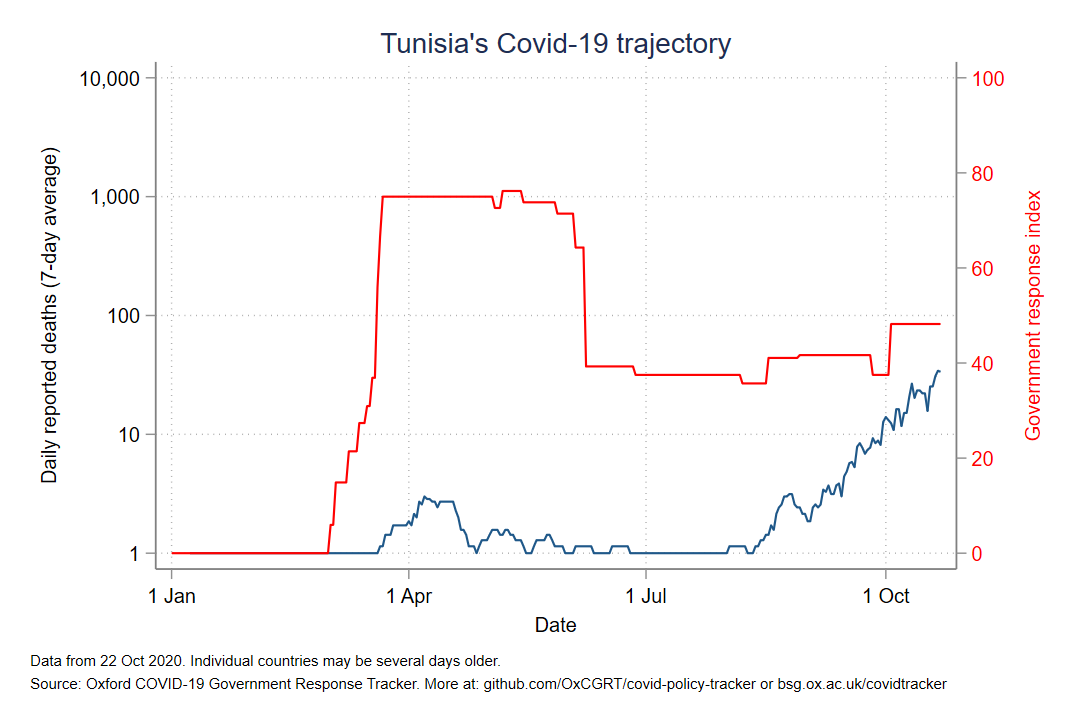 Tunisia's Covid-19 trajectory
10,000
1,000
100
10
1
Daily reported deaths (7-day average)
100
80
60
40
20
0
Government response index
1 Jan
1 Apr
1 Jul
1 Oct
Date
Data from 22 Oct 2020. Individual countries may be several days older.
Source: Oxford COVID-19 Government Response Tracker. More at: github.com/OxCGRT/covid-policy-tracker or bsg.ox.ac.uk/covidtracker